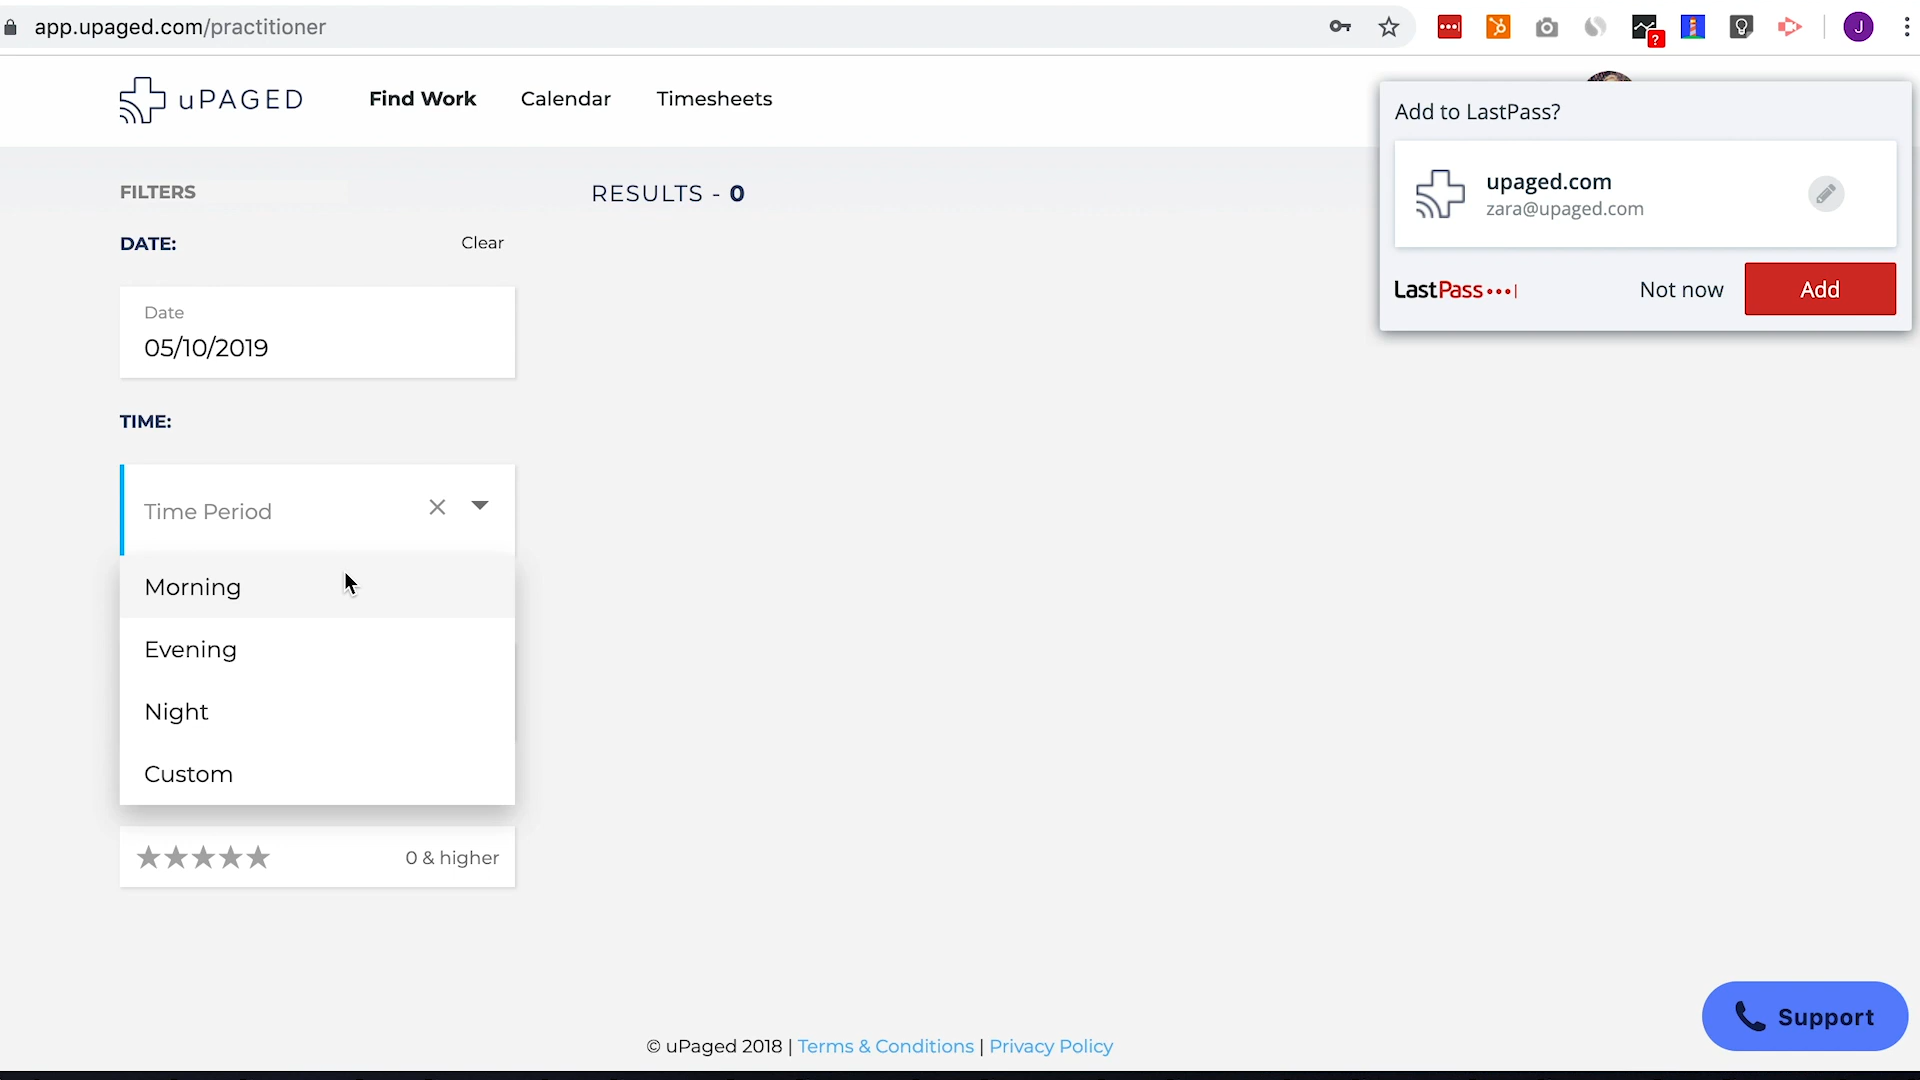 app.upaged.com/practitioner
?
J
uPAGED
Find Work
Calendar
Timesheets
Add to LastPass?
upaged.com
zara@upaged.com
LastPass•••|
Not now
Add
FILTERS
RESULTS - 0
DATE:
Clear
Date
05/10/2019
TIME:
Time Period
Morning
Evening
Night
Custom
0 & higher
Support
© uPaged 2018 | Terms & Conditions | Privacy Policy